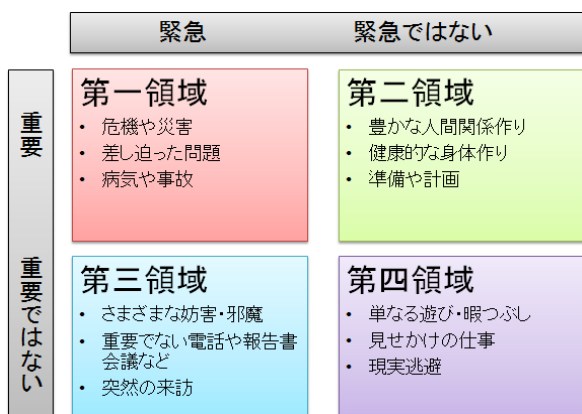 緊急
緊急ではない
重要
重要ではない
第一領域
• 危機や災害
• 差し迫った問題
• 病気や事故
第二領域
• 豊かな人間関係作り
• 健康的な身体作り
• 準備や計画
第三領域
• さまざまな妨害・邪魔
• 重要でない電話や報告書
会議など
• 突然の来訪
第四領域
• 単なる遊び・暇つぶし
• 見せかけの仕事
• 現実逃避